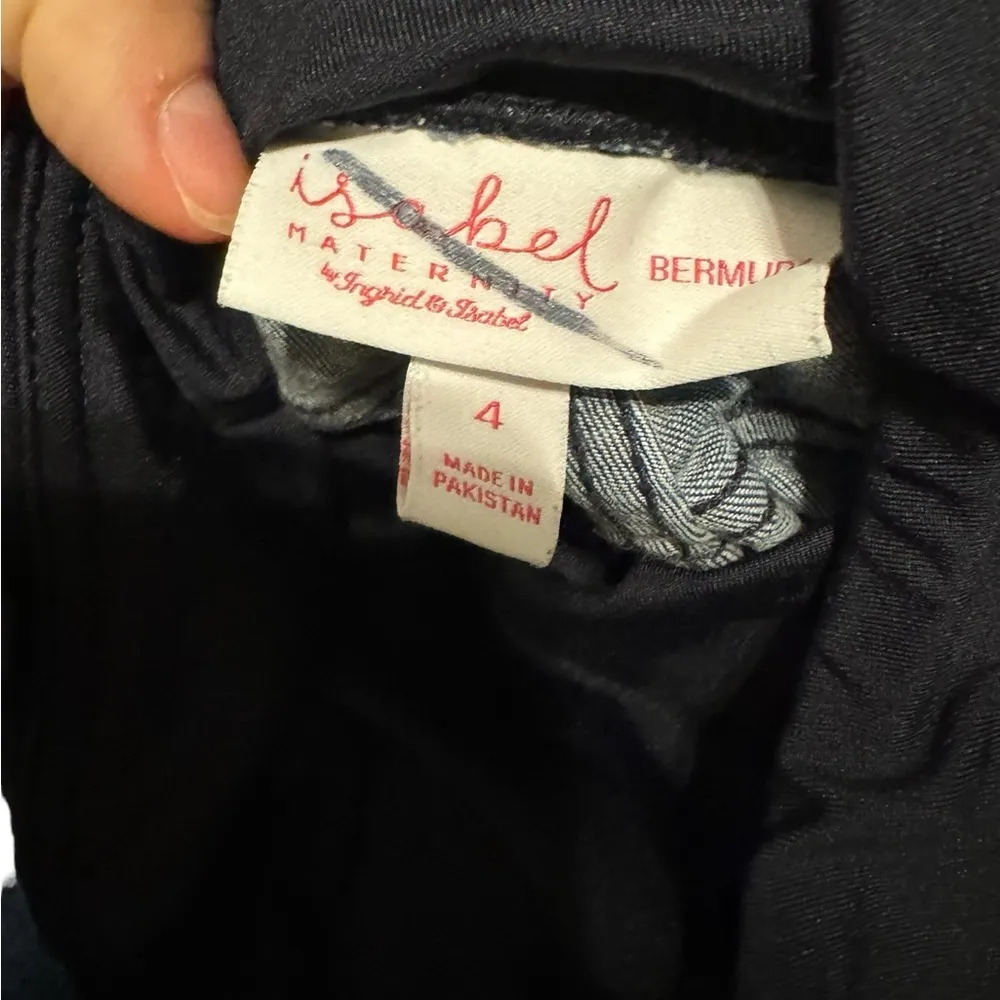 isabel
MATERNITY
by Ingrid & Isabel
4
MADE IN
PAKISTAN